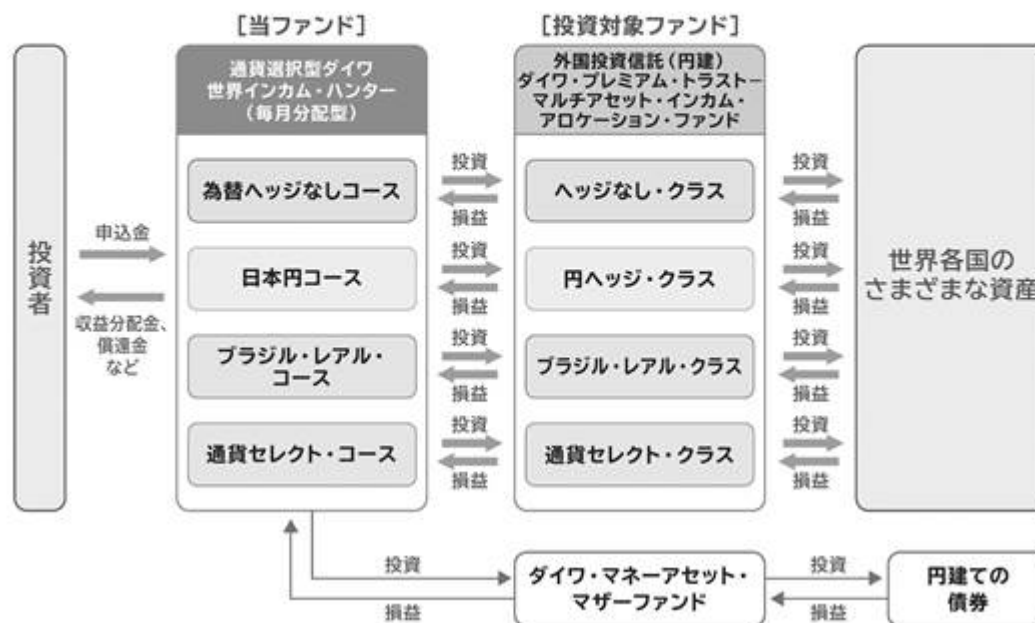 [当ファンド]
[投資対象ファンド]
投資者
申込金
収益分配金、
償還金
など
通貨選択型ダイワ
世界インカム・ハンター
（毎月分配型）
為替ヘッジなしコース
日本円コース
ブラジル・レアル・
コース
通貨セレクト・コース
投資
損益
投資
損益
投資
損益
投資
損益
外国投資信託（円建）
ダイワ・プレミアム・トラスト－
マルチアセット・インカム・
アロケーション・ファンド
ヘッジなし・クラス
円ヘッジ・クラス
ブラジル・レアル・クラス
通貨セレクト・クラス
投資
損益
投資
損益
投資
損益
投資
損益
世界各国の
さまざまな資産
投資
損益
ダイワ・マネーアセット・
マザーファンド
投資
損益
円建ての
債券